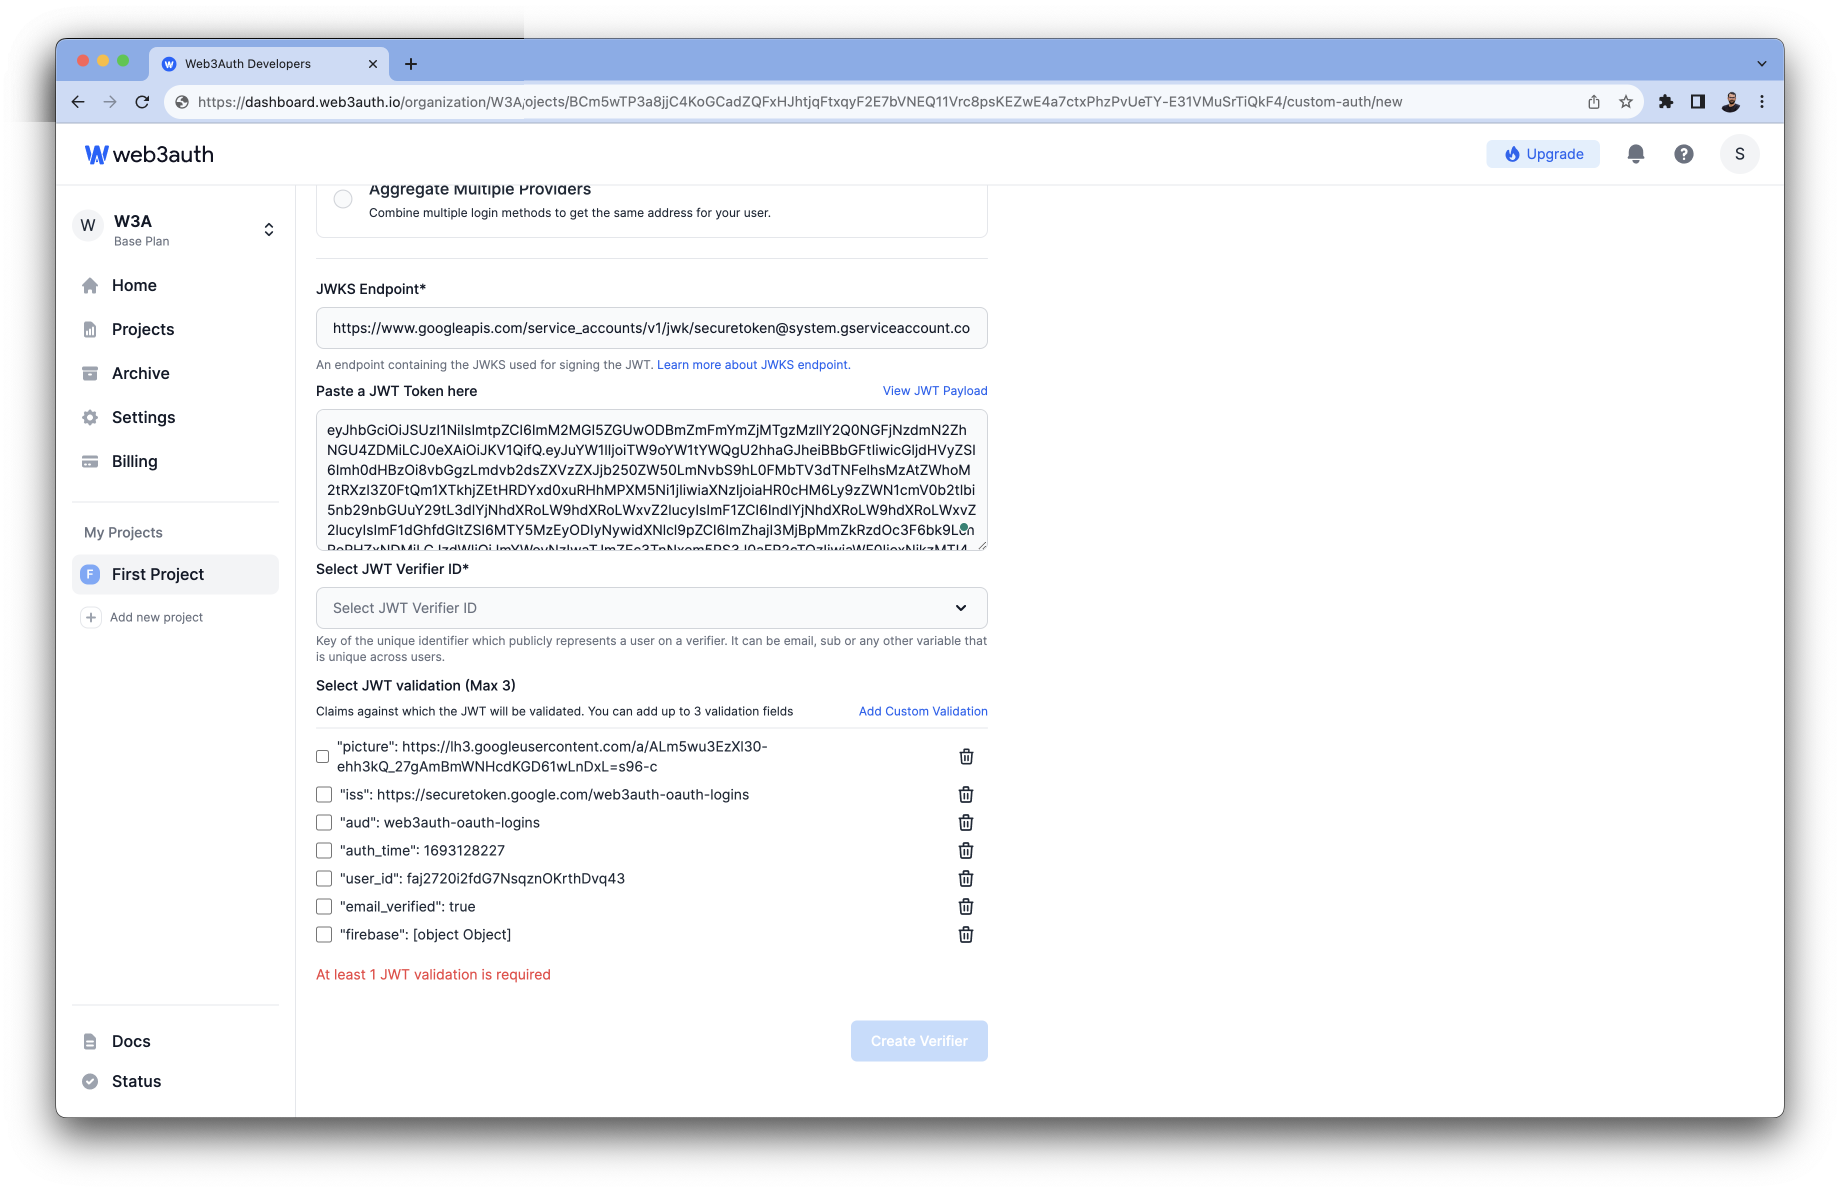 Web3Auth Developers
https://dashboard.web3auth.io/organization/W3A/ojects/BCm5wTP3a8jjC4KoGCadZQFxHJhtjqFtxqyF2E7bVNEQ11Vrc8psKEZwE4a7ctxPhzPvUeTY-E31VMuSrTiQkF4/custom-auth/new
web3auth
Upgrade
S
W
W3A
Base Plan
Home
Projects
Archive
Settings
Billing
My Projects
F
First Project
Add new project
Docs
Status
Aggregate Multiple Providers
Combine multiple login methods to get the same address for your user.
JWKS Endpoint*
https://www.googleapis.com/service_accounts/v1/jwk/securetoken@system.gserviceaccount.co
An endpoint containing the JWKS used for signing the JWT. Learn more about JWKS endpoint.
Paste a JWT Token here
View JWT Payload
eyJhbGciOiJSUzI1NiIsImtpZCI6ImM2MGI5ZGUwODBmZmFmYmZjMTgzMzllY2Q0NGFjNzdmN2Zh
NGU4ZDMiLCJ0eXAiOiJKV1QifQ.eyJuYW1lIjoiTW9oYW1tYWQgU2hhaGJheiBBbGFtIiwicGljdHVyZSI
6Imh0dHBzOi8vbGgzLmdvb2dsZXVzZXJjb250ZW50LmNvbS9hL0FMbTV3dTNFelhsMzAtZWhoM
2tRXzI3Z0FtQm1XTkhjZEtHRDYxd0xuRHhMPXM5Ni1jIiwiaXNzIjoiaHR0cHM6Ly9zZWN1cmV0b2tlbi
5nb29nbGUuY29tL3dlYjNhdXRoLW9hdXRoLWxvZ2lucyIsImF1ZCI6IndlYjNhdXRoLW9hdXRoLWxvZ
2lucyIsImF1dGhfdGltZSI6MTY5MzEyODIyNywidXNlcl9pZCI6ImZhajI3MjBpMmZkRzdOc3F6bk9L
Select JWT Verifier ID*
Select JWT Verifier ID
Key of the unique identifier which publicly represents a user on a verifier. It can be email, sub or any other variable that
is unique across users.
Select JWT validation (Max 3)
Claims against which the JWT will be validated. You can add up to 3 validation fields
Add Custom Validation
"picture": https://lh3.googleusercontent.com/a/ALm5wu3EzXl30-
ehh3kQ_27gAmBmWNHcdKGD61wLnDxL=s96-c
"iss": https://securetoken.google.com/web3auth-oauth-logins
"aud": web3auth-oauth-logins
"auth_time": 1693128227
"user_id": faj2720i2fdG7NsqznOKrthDvq43
"email_verified": true
"firebase": [object Object]
At least 1 JWT validation is required
Create Verifier